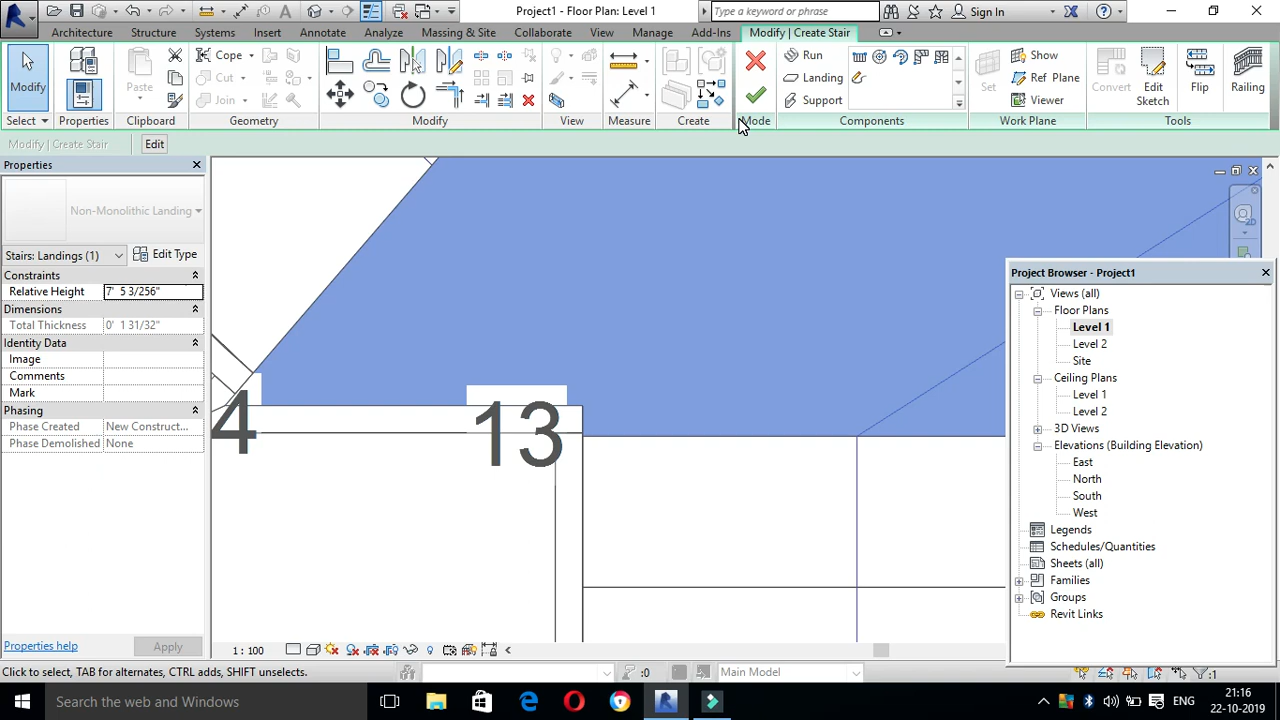 Project1 - Floor Plan: Level 1
Type a keyword or phrase
Sign In
Architecture Structure Systems Insert Annotate Analyze Massing & Site Collaborate View Manage Add-Ins Modify | Create Stair
Modify
Paste
Cope
Cut
Join
Run
Landing
Support
Set
Show
Ref Plane
Viewer
Convert
Edit Sketch
Flip
Railing
Select Properties Clipboard Geometry Modify View Measure Create Mode Components Work Plane Tools
Modify | Create Stair Edit
Properties
Non-Monolithic Landing
Stairs: Landings (1) Edit Type
Constraints
Relative Height 7' 5 3/256"
Dimensions
Total Thickness 0' 1 31/32"
Identity Data
Image
Comments
Mark
Phasing
Phase Created New Construct...
Phase Demolished None
Properties help Apply
4
13
2D
Project Browser - Project1
Views (all)
Floor Plans
Level 1
Level 2
Site
Ceiling Plans
Level 1
Level 2
3D Views
Elevations (Building Elevation)
East
North
South
West
Legends
Schedules/Quantities
Sheets (all)
Families
Groups
Revit Links
1 : 100
Click to select, TAB for alternates, CTRL adds, SHIFT unselects. :0 Main Model :1
Search the web and Windows
ENG
21:16
22-10-2019